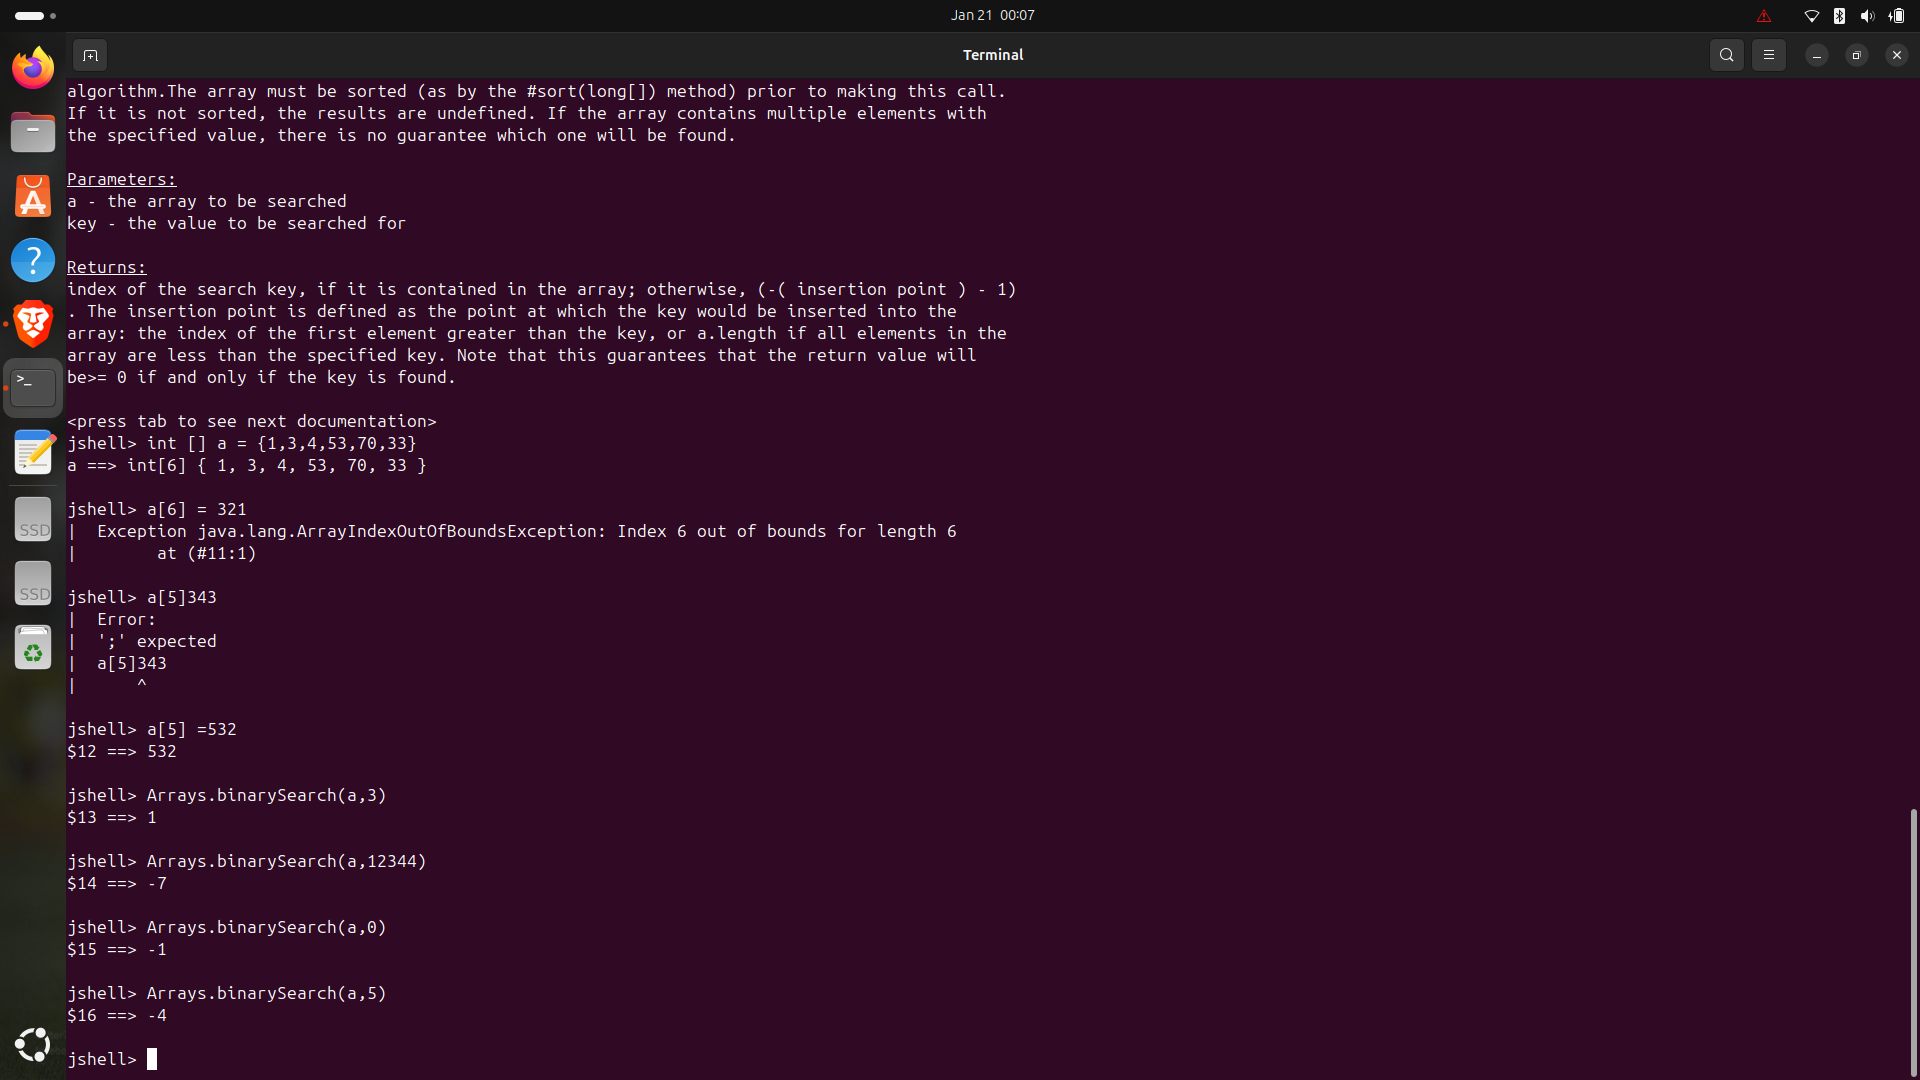 Jan 21 00:07
Terminal
algorithm.The array must be sorted (as by the #sort(long[]) method) prior to making this call.
If it is not sorted, the results are undefined. If the array contains multiple elements with
the specified value, there is no guarantee which one will be found.
Parameters:
a - the array to be searched
key - the value to be searched for
Returns:
index of the search key, if it is contained in the array; otherwise, (-( insertion point ) - 1)
. The insertion point is defined as the point at which the key would be inserted into the
array: the index of the first element greater than the key, or a.length if all elements in the
array are less than the specified key. Note that this guarantees that the return value will
be>= 0 if and only if the key is found.
<press tab to see next documentation>
jshell> int [] a = {1,3,4,53,70,33}
a ==> int[6] { 1, 3, 4, 53, 70, 33 }
jshell> a[6] = 321
|  Exception java.lang.ArrayIndexOutOfBoundsException: Index 6 out of bounds for length 6
|        at (#11:1)
jshell> a[5]343
|  Error:
|  ';' expected
|  a[5]343
|      ^
jshell> a[5] =532
$12 ==> 532
jshell> Arrays.binarySearch(a,3)
$13 ==> 1
jshell> Arrays.binarySearch(a,12344)
$14 ==> -7
jshell> Arrays.binarySearch(a,0)
$15 ==> -1
jshell> Arrays.binarySearch(a,5)
$16 ==> -4
jshell>
>_
SSD
SSD